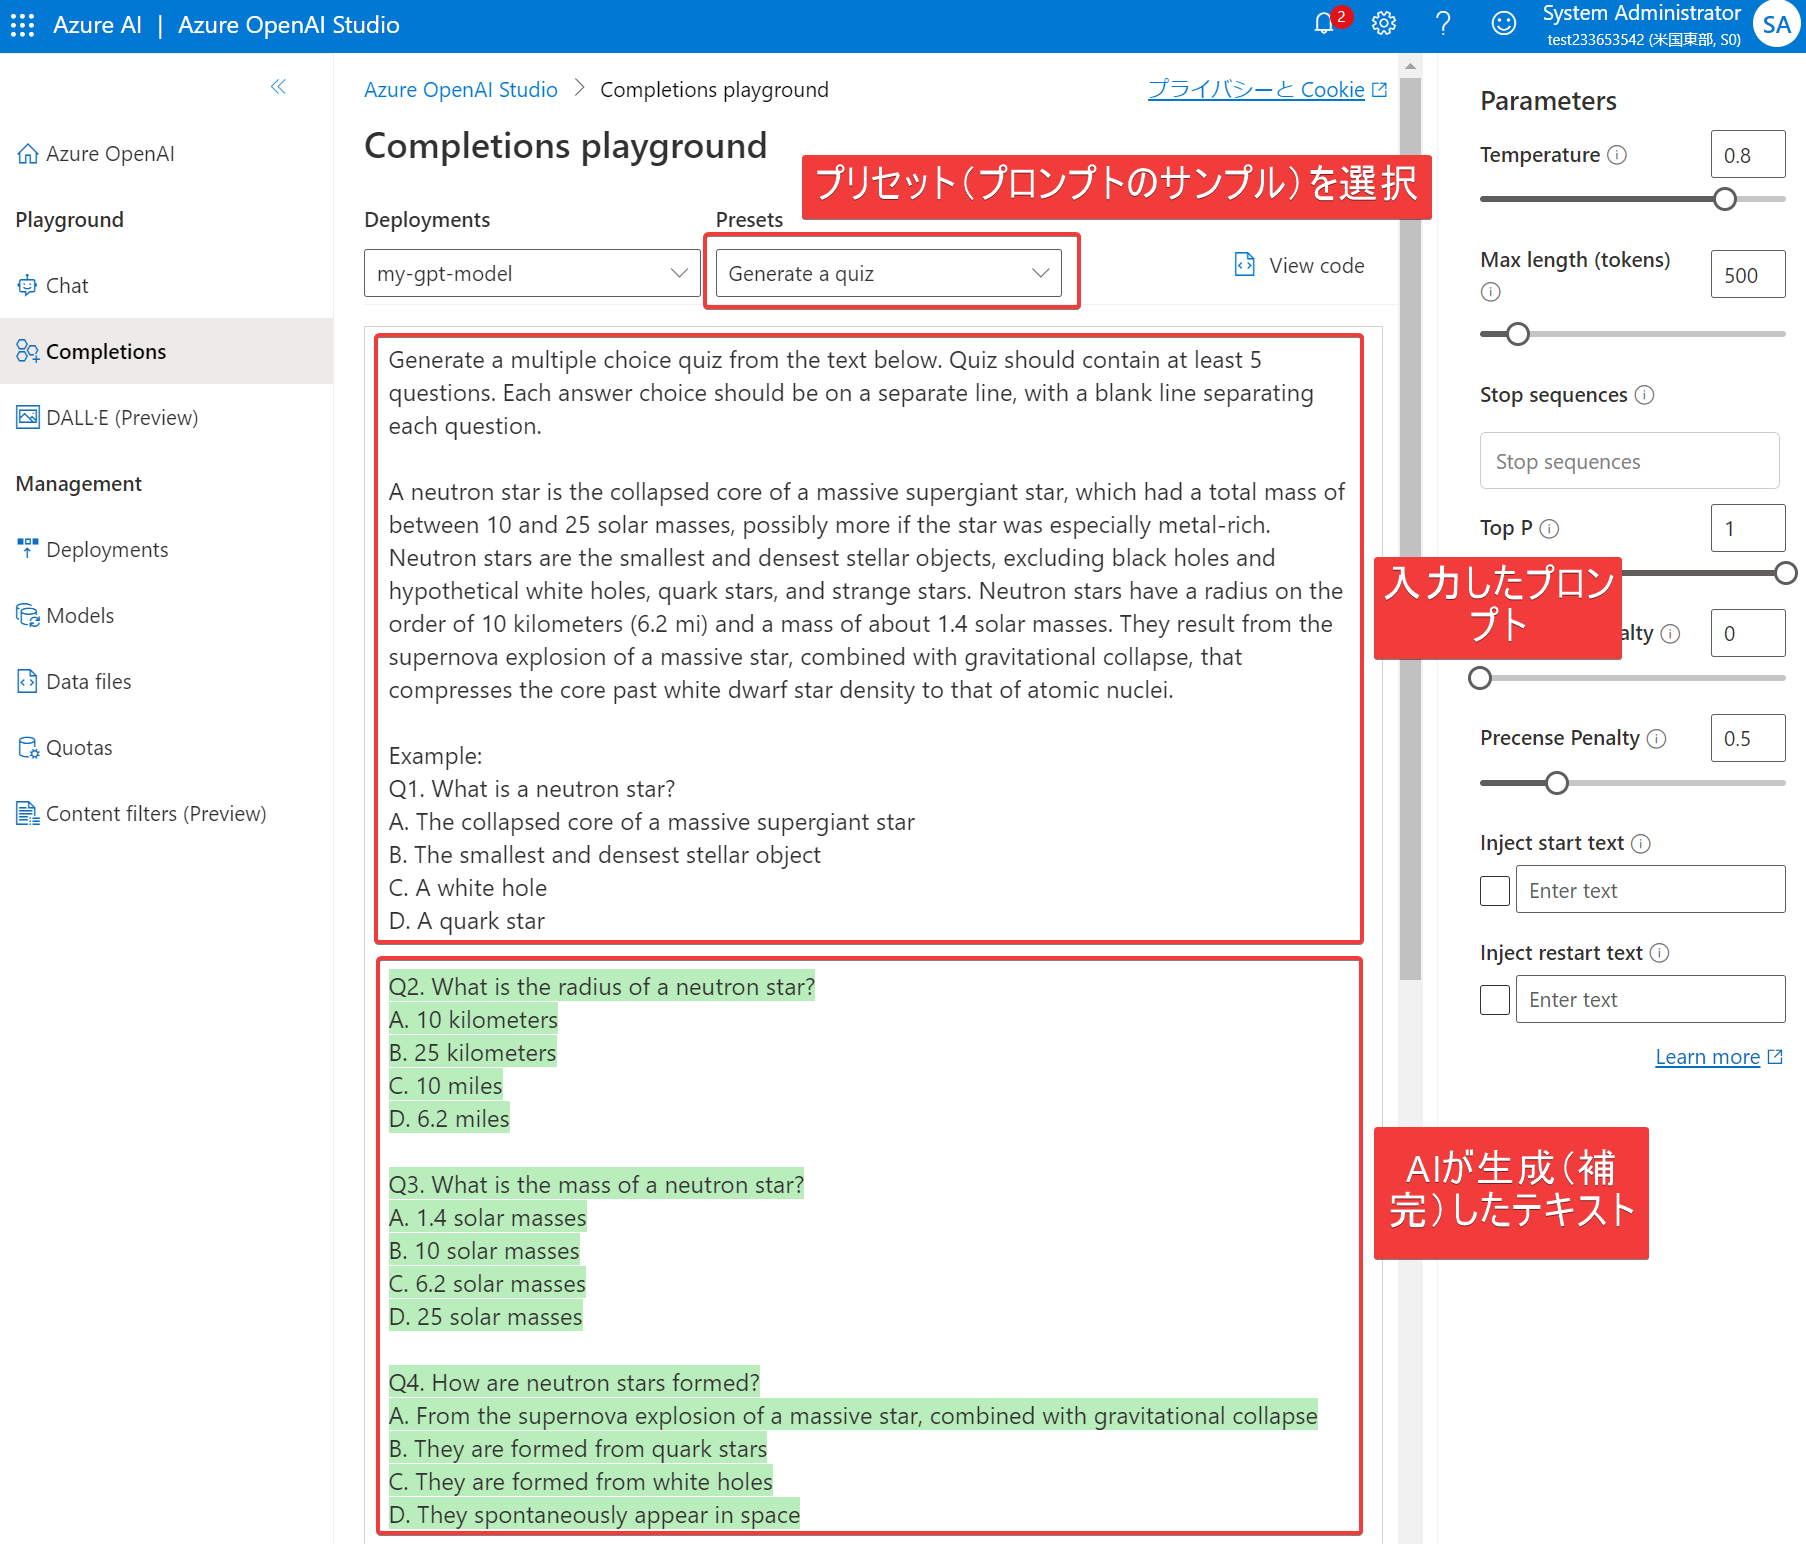 Azure AI | Azure OpenAI Studio
2
System Administrator
test233653542 (米国東部, S0)
SA
Azure OpenAI
Playground
Chat
Completions
DALL·E (Preview)
Management
Deployments
Models
Data files
Quotas
Content filters (Preview)
Azure OpenAI Studio > Completions playground
プライバシーと Cookie
Completions playground
プリセット（プロンプトのサンプル）を選択
Deployments
Presets
my-gpt-model
Generate a quiz
View code
Generate a multiple choice quiz from the text below. Quiz should contain at least 5
questions. Each answer choice should be on a separate line, with a blank line separating
each question.
A neutron star is the collapsed core of a massive supergiant star, which had a total mass of
between 10 and 25 solar masses, possibly more if the star was especially metal-rich.
Neutron stars are the smallest and densest stellar objects, excluding black holes and
hypothetical white holes, quark stars, and strange stars. Neutron stars have a radius on the
order of 10 kilometers (6.2 mi) and a mass of about 1.4 solar masses. They result from the
supernova explosion of a massive star, combined with gravitational collapse, that
compresses the core past white dwarf star density to that of atomic nuclei.
Example:
Q1. What is a neutron star?
A. The collapsed core of a massive supergiant star
B. The smallest and densest stellar object
C. A white hole
D. A quark star
Q2. What is the radius of a neutron star?
A. 10 kilometers
B. 25 kilometers
C. 10 miles
D. 6.2 miles
Q3. What is the mass of a neutron star?
A. 1.4 solar masses
B. 10 solar masses
C. 6.2 solar masses
D. 25 solar masses
Q4. How are neutron stars formed?
A. From the supernova explosion of a massive star, combined with gravitational collapse
B. They are formed from quark stars
C. They are formed from white holes
D. They spontaneously appear in space
入力したプロン
プト
AIが生成（補
完）したテキスト
Parameters
Temperature
0.8
Max length (tokens)
500
Stop sequences
Stop sequences
Top P
1
alty
0
Precense Penalty
0.5
Inject start text
Enter text
Inject restart text
Enter text
Learn more